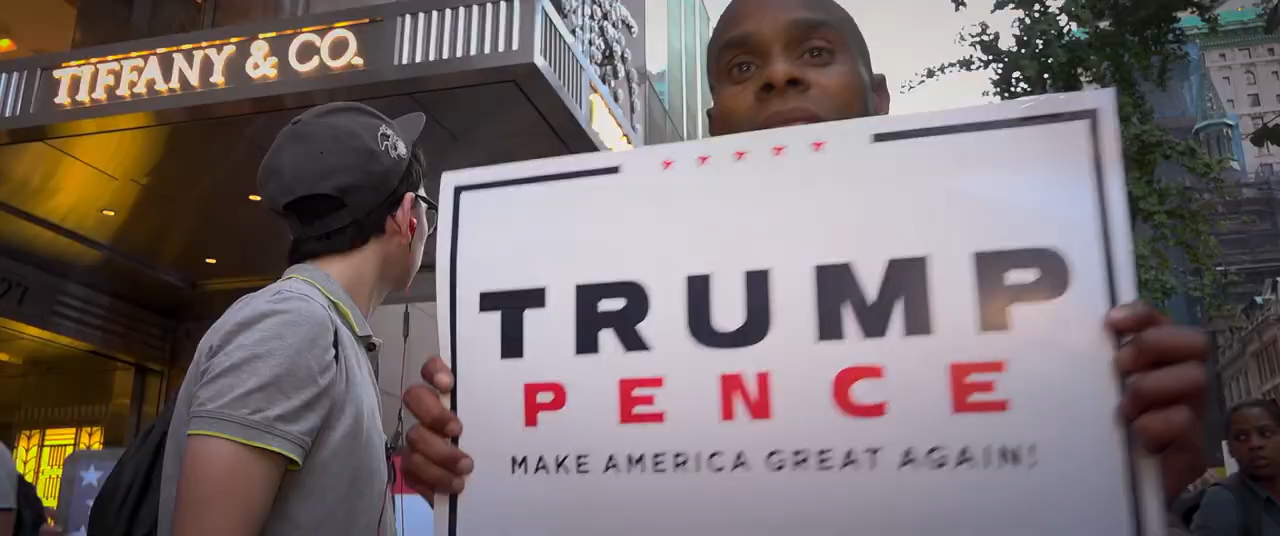 TIFFANY & CO.
TRUMP
PENCE
MAKE AMERICA GREAT AGAIN!